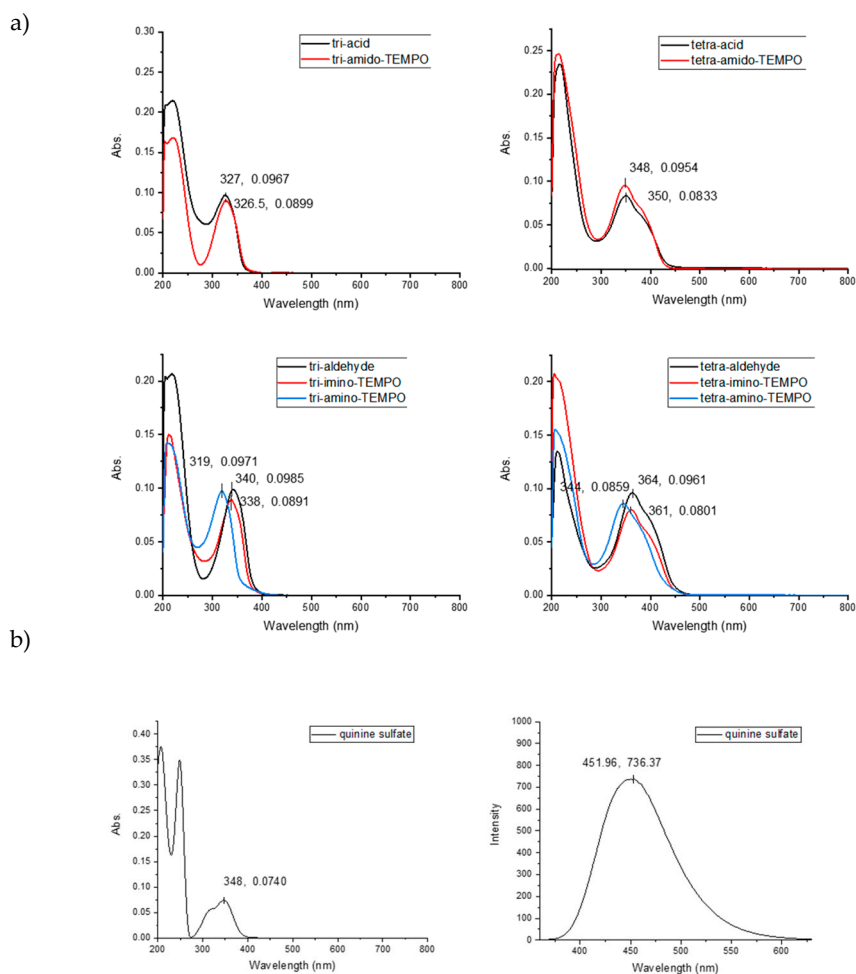 a)
tri-acid
tri-amido-TEMPO
327, 0.0967
326.5, 0.0899
Abs.
0.30
0.25
0.20
0.15
0.10
0.05
0.00
200 300 400 500 600 700 800
Wavelength (nm)
tetra-acid
tetra-amido-TEMPO
348, 0.0954
350, 0.0833
Abs.
0.25
0.20
0.15
0.10
0.05
0.00
200 300 400 500 600 700 800
Wavelength (nm)
tri-aldehyde
tri-imino-TEMPO
tri-amino-TEMPO
319, 0.0971
340, 0.0985
338, 0.0891
Abs.
0.20
0.15
0.10
0.05
0.00
200 300 400 500 600 700 800
Wavelength (nm)
tetra-aldehyde
tetra-imino-TEMPO
tetra-amino-TEMPO
344, 0.0859
364, 0.0961
361, 0.0801
Abs.
0.20
0.15
0.10
0.05
0.00
200 300 400 500 600 700 800
Wavelength (nm)
b)
quinine sulfate
348, 0.0740
Abs.
0.40
0.35
0.30
0.25
0.20
0.15
0.10
0.05
0.00
200 250 300 400 500 600 700 800
Wavelength (nm)
quinine sulfate
451.96, 736.37
Intensity
1000
900
800
700
600
500
400
300
200
100
0
400 450 500 550 600
Wavelength (nm)